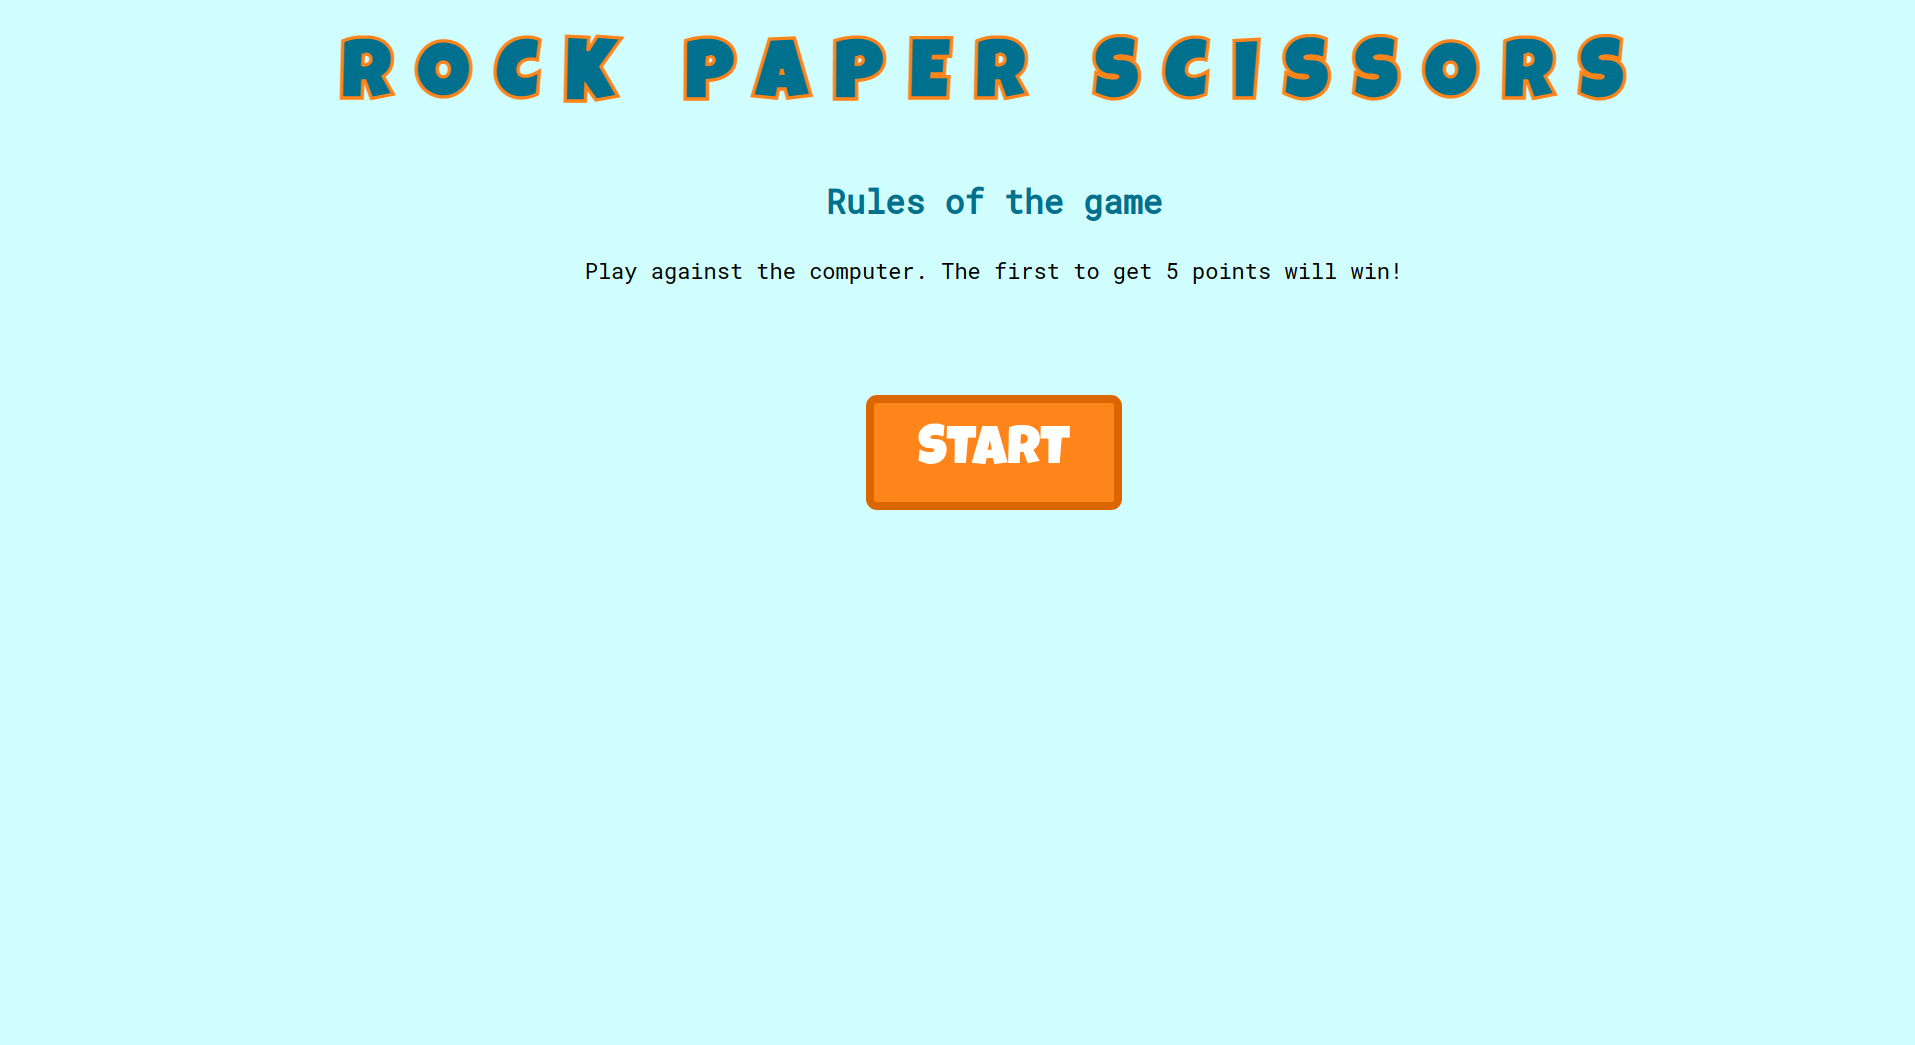 ROCK PAPER SCISSORS
Rules of the game
Play against the computer. The first to get 5 points will win!
START